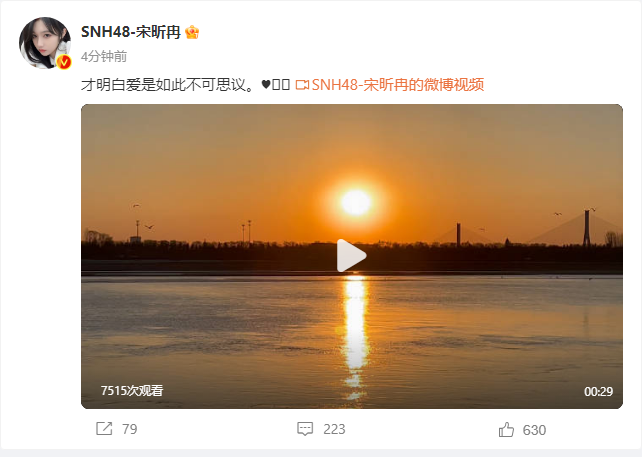 SNH48-宋昕冉
4分钟前
才明白爱是如此不可思议。♥ SNH48-宋昕冉的微博视频
7515次观看 00:29
79 223 630